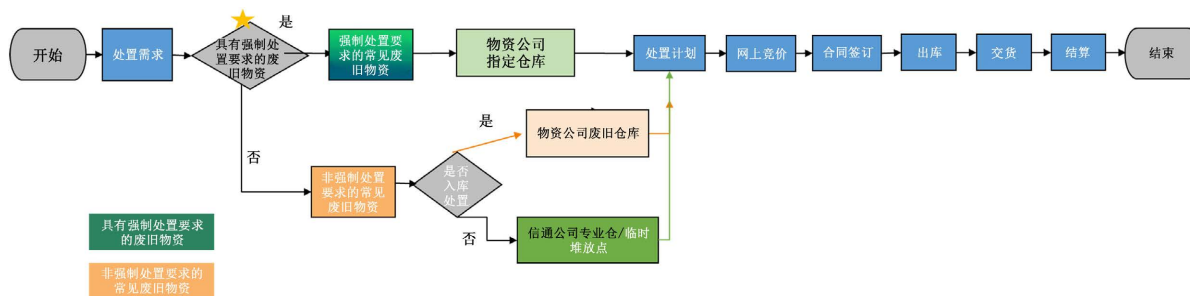 开始
处置需求
具有强制处
置要求的废
旧物资
是
强制处置要
求的常见废
旧物资
物资公司
指定仓库
处置计划
网上竞价
合同签订
出库
交货
结算
结束
否
非强制处置
要求的常见
废旧物资
是否
入库
处置
是
物资公司废旧仓库
否
信通公司专业仓/临时
堆放点
具有强制处置要求
的废旧物资
非强制处置要求的
常见废旧物资